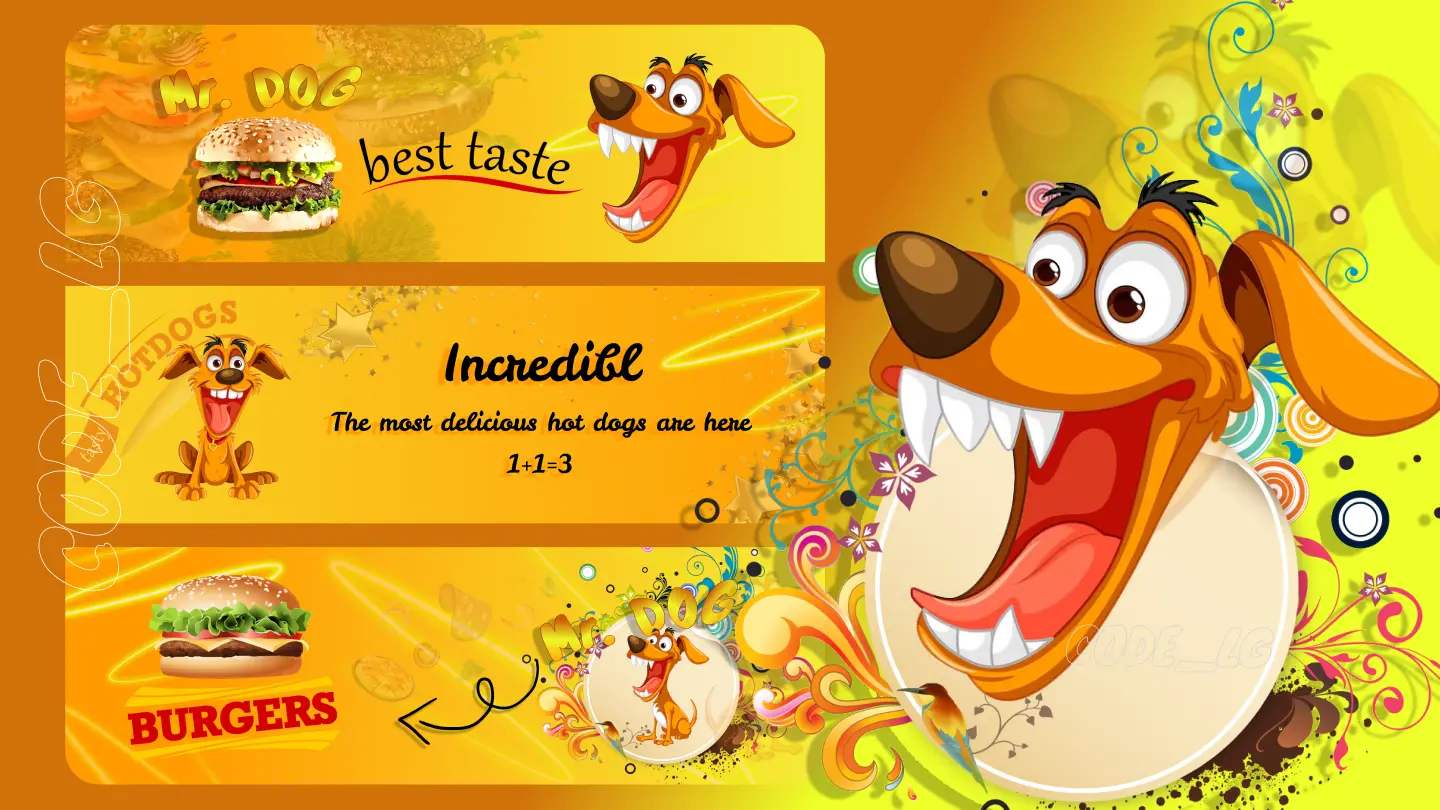 Mr. DOG
best taste
HOTDOGS
tasty
Incredibl
The most delicious hot dogs are here
1+1=3
Mr. DOG
BURGERS
CODE_LG
CODE_LG